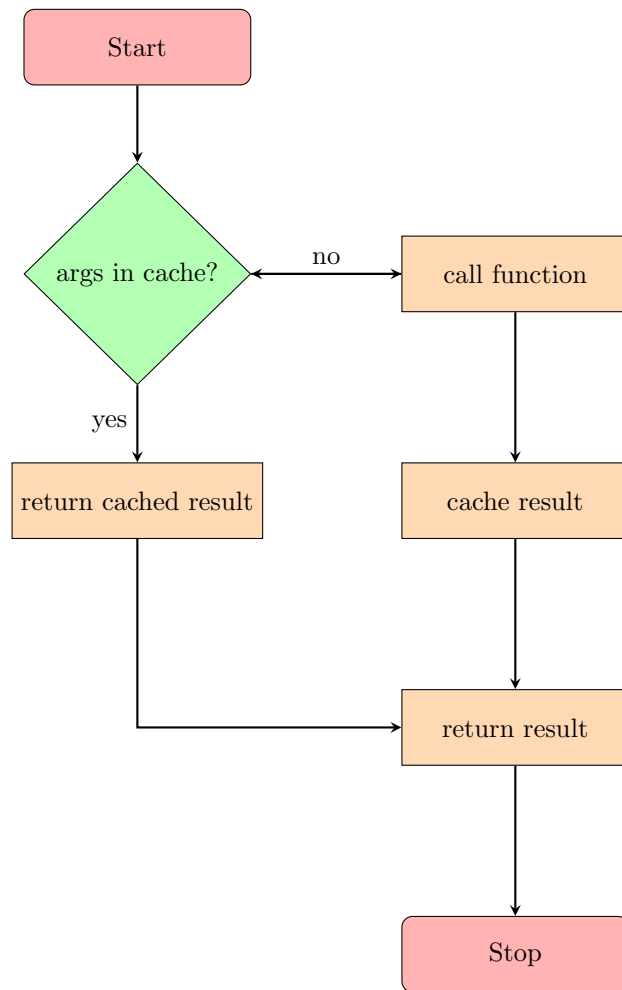 Start
args in cache?
no
call function
yes
return cached result
cache result
return result
Stop